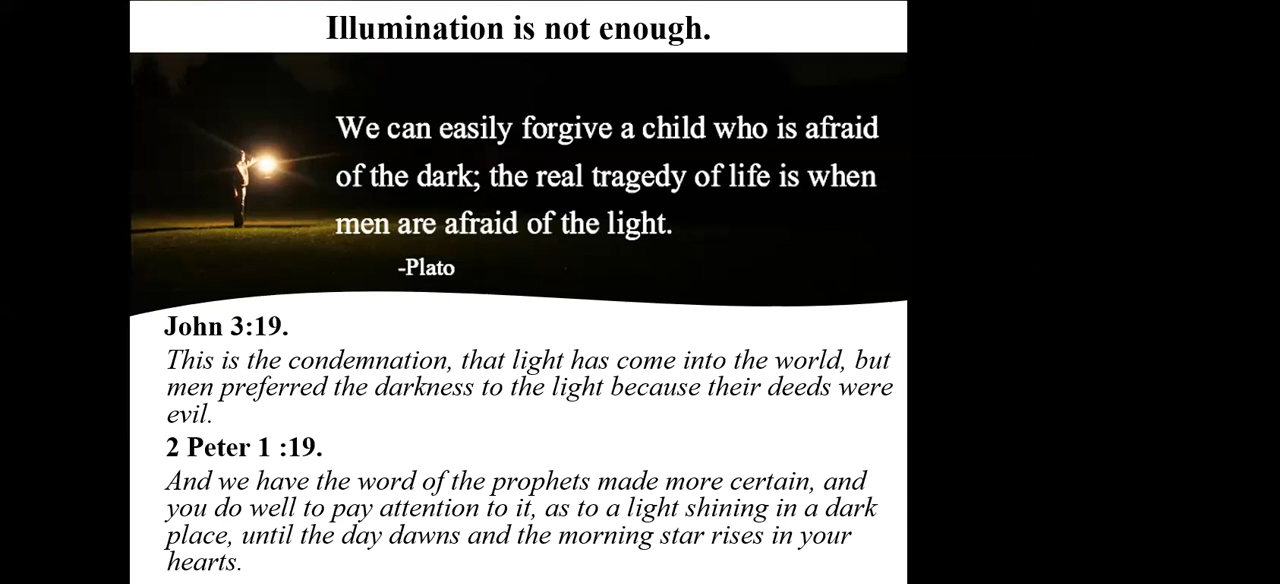 Illumination is not enough.
We can easily forgive a child who is afraid
of the dark; the real tragedy of life is when
men are afraid of the light.
-Plato
John 3:19.
This is the condemnation, that light has come into the world, but
men preferred the darkness to the light because their deeds were
evil.
2 Peter 1 :19.
And we have the word of the prophets made more certain, and
you do well to pay attention to it, as to a light shining in a dark
place, until the day dawns and the morning star rises in your
hearts.